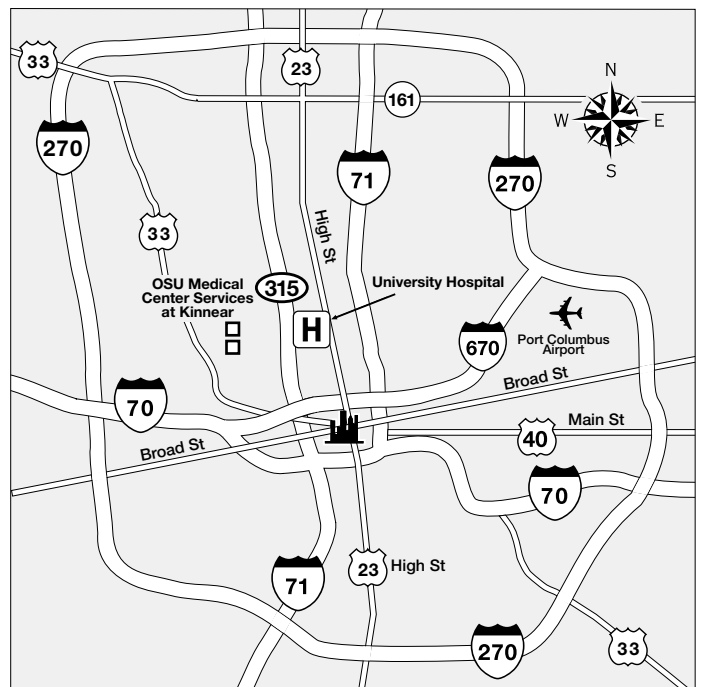 33
23
N
161
W
E
270
S
71
270
33
High St
OSU Medical
Center Services
at Kinnear
315
University Hospital
H
670
Port Columbus
Airport
Broad St
70
Main St
40
Broad St
70
23
High St
71
270
33